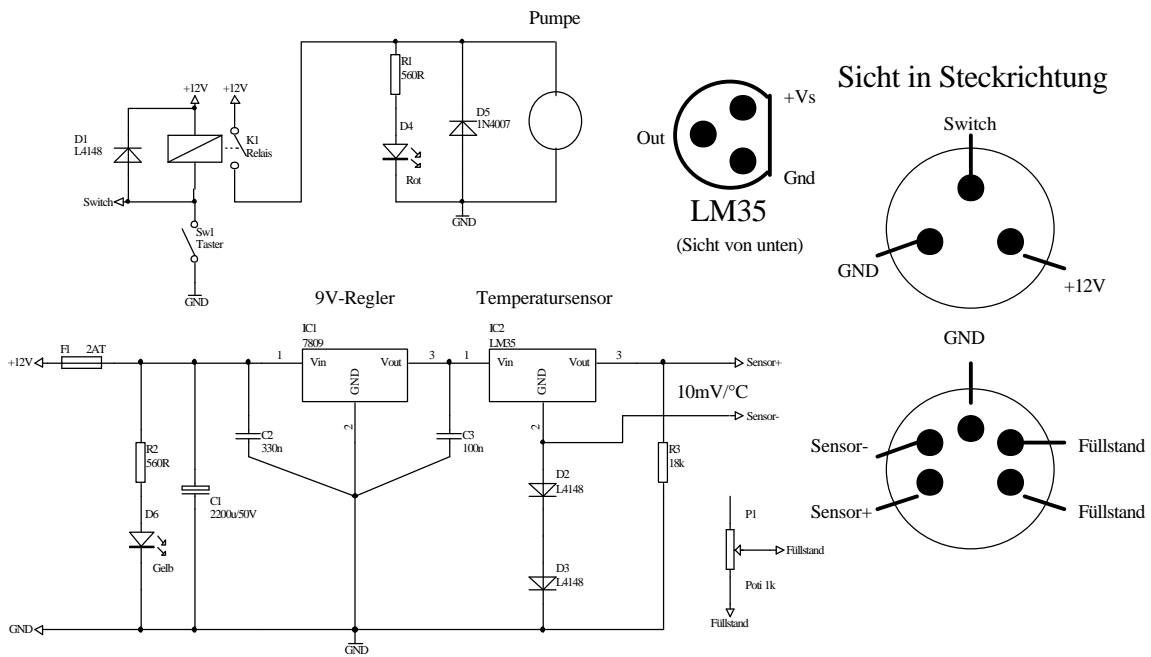 Pumpe
Sicht in Steckrichtung
+12V
+12V
R1
560R
D1
L4148
K1
Relais
D4
D5
1N4007
Rot
Switch
Sw1
Taster
GND
GND
+Vs
Out
Gnd
LM35
(Sicht von unten)
Switch
GND
+12V
9V-Regler
Temperatursensor
IC1
7809
IC2
LM35
+12V
F1
2AT
1
Vin
Vout
GND
3
2
1
Vin
Vout
GND
3
2
Sensor+
10mV/°C
Sensor-
C2
330n
C3
100n
R2
560R
C1
2200u/50V
D6
Gelb
D2
L4148
D3
L4148
R3
18k
P1
Füllstand
Poti 1k
Füllstand
GND
GND
GND
Sensor-
Füllstand
Sensor+
Füllstand